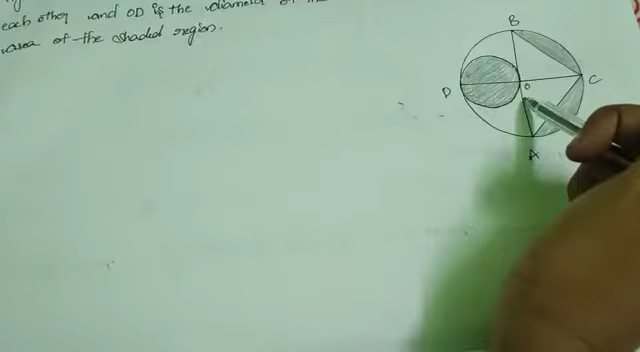 each other and OD is the diameter of the
area of the shaded region.
B
D
O
C
A